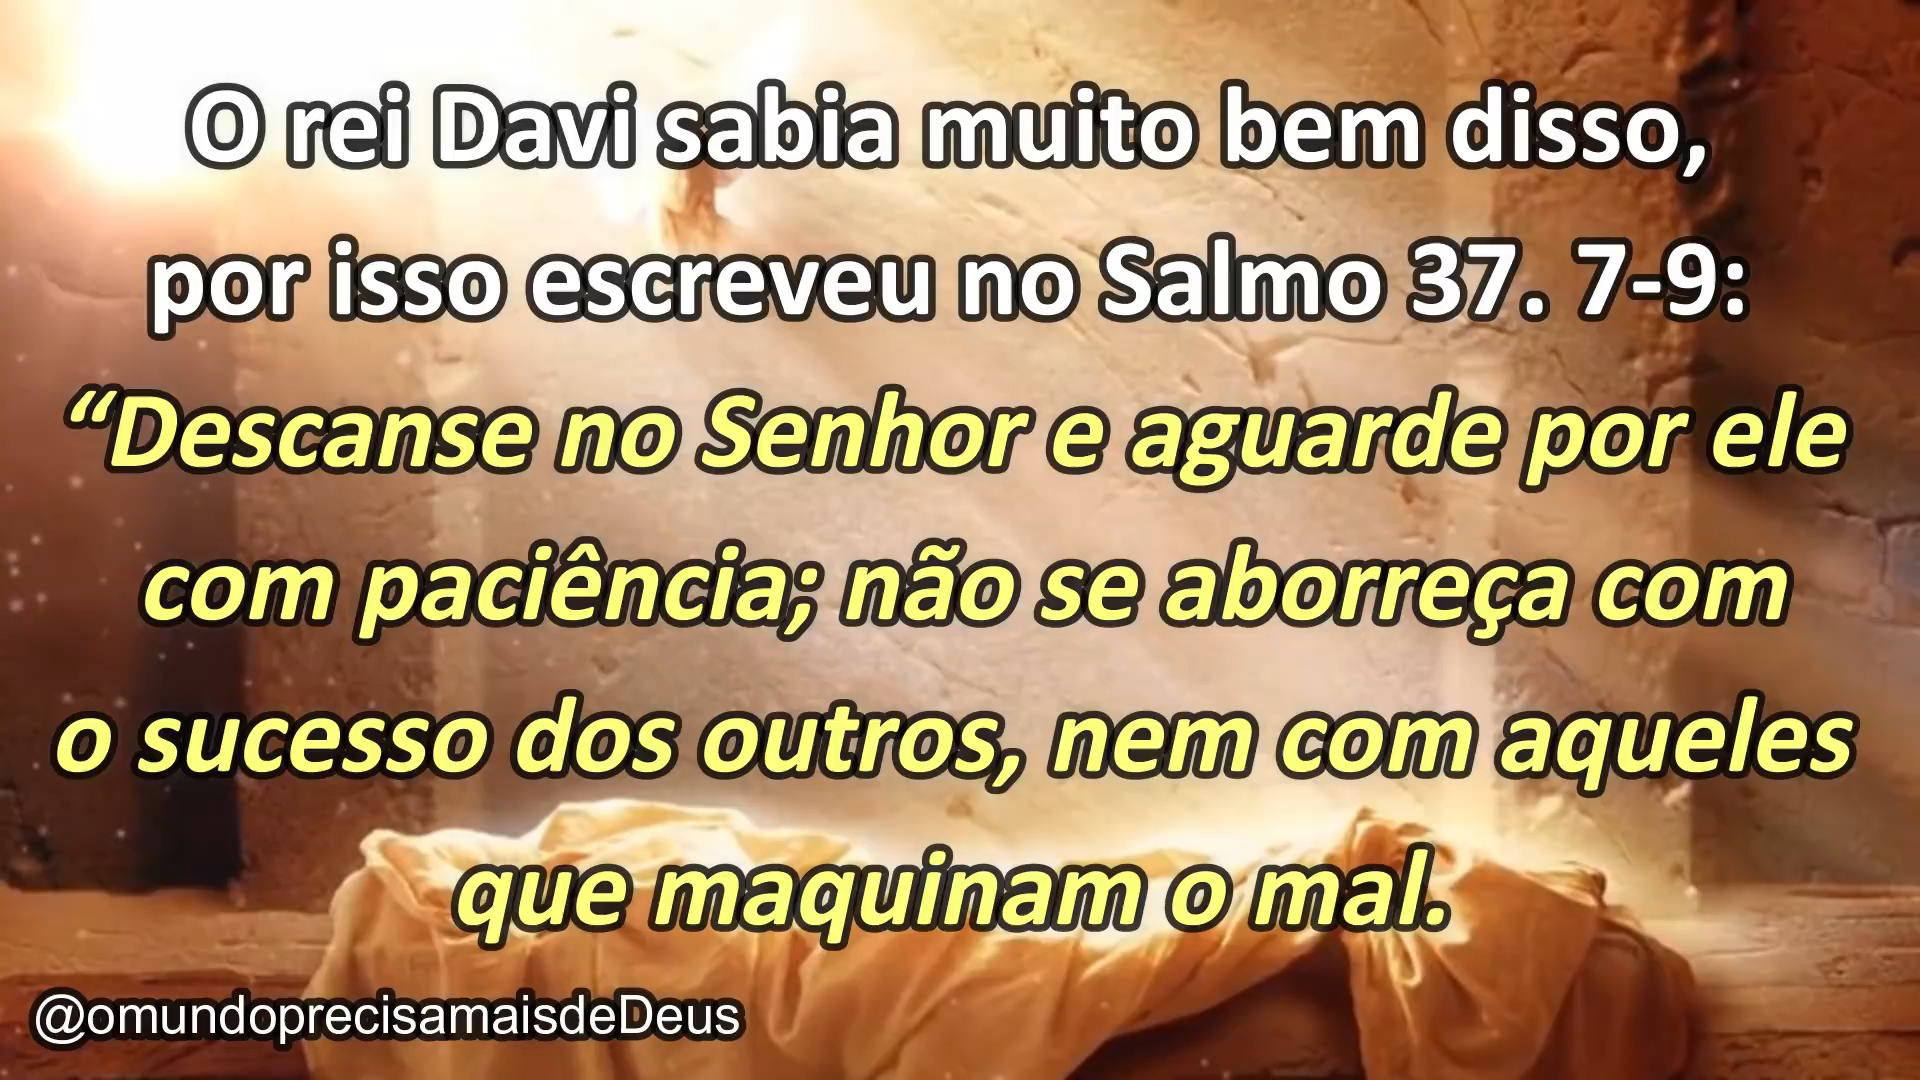 O rei Davi sabia muito bem disso,
por isso escreveu no Salmo 37. 7-9:
“Descanse no Senhor e aguarde por ele
com paciência; não se aborreça com
o sucesso dos outros, nem com aqueles
que maquinam o mal.
@omundoprecisamaisdeDeus